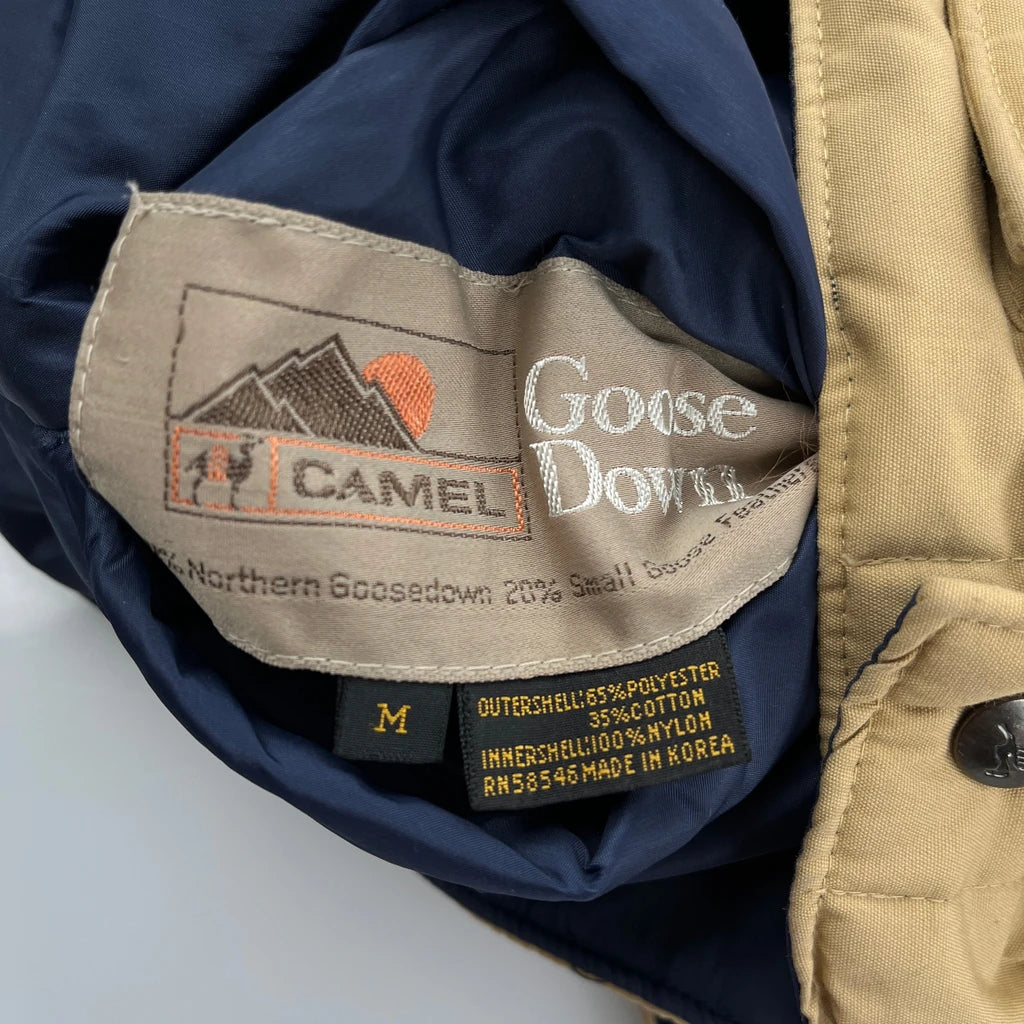 CAMEL
Goose
Down
% Northern Goosedown 20% Small Goose Feather
M
OUTERSHELL:65%POLYESTER
35%COTTON
INNERSHELL:100%NYLON
RN58546 MADE IN KOREA